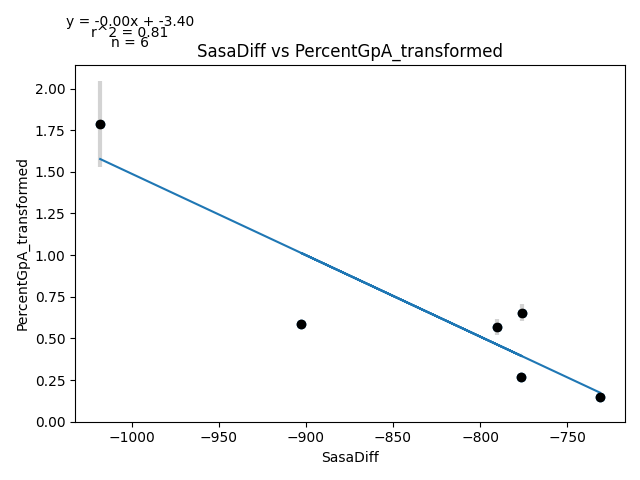 y = -0.00x + -3.40
r^2 = 0.81
n = 6
SasaDiff vs PercentGpA_transformed
2.00
1.75
1.50
1.25
1.00
0.75
0.50
0.25
0.00
PercentGpA_transformed
−1000 −950 −900 −850 −800 −750
SasaDiff